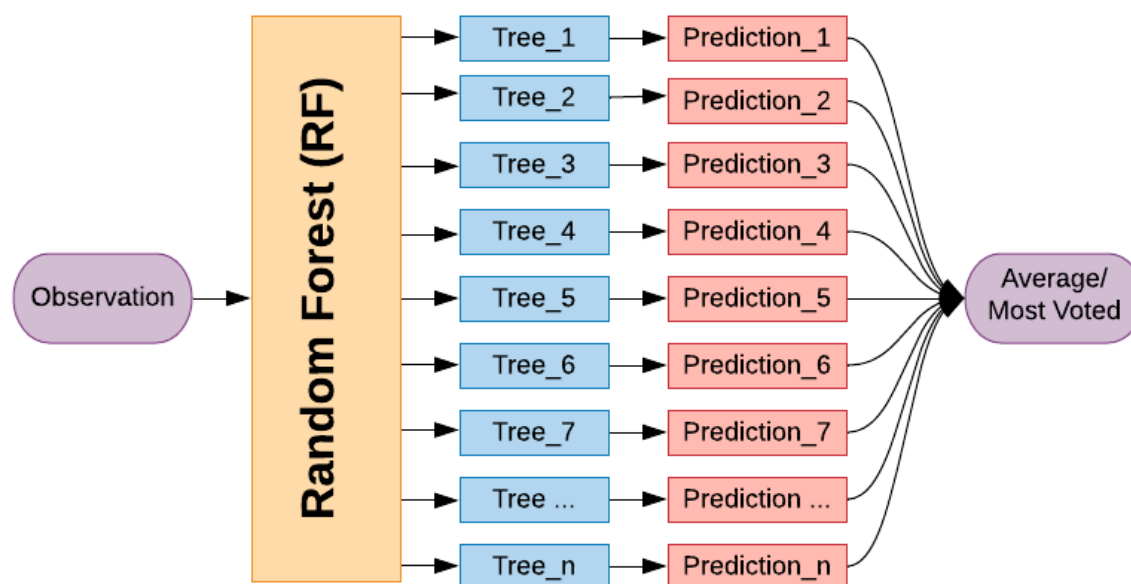 Observation
Random Forest (RF)
Tree_1
Prediction_1
Tree_2
Prediction_2
Tree_3
Prediction_3
Tree_4
Prediction_4
Tree_5
Prediction_5
Tree_6
Prediction_6
Tree_7
Prediction_7
Tree ...
Prediction ...
Tree_n
Prediction_n
Average/
Most Voted